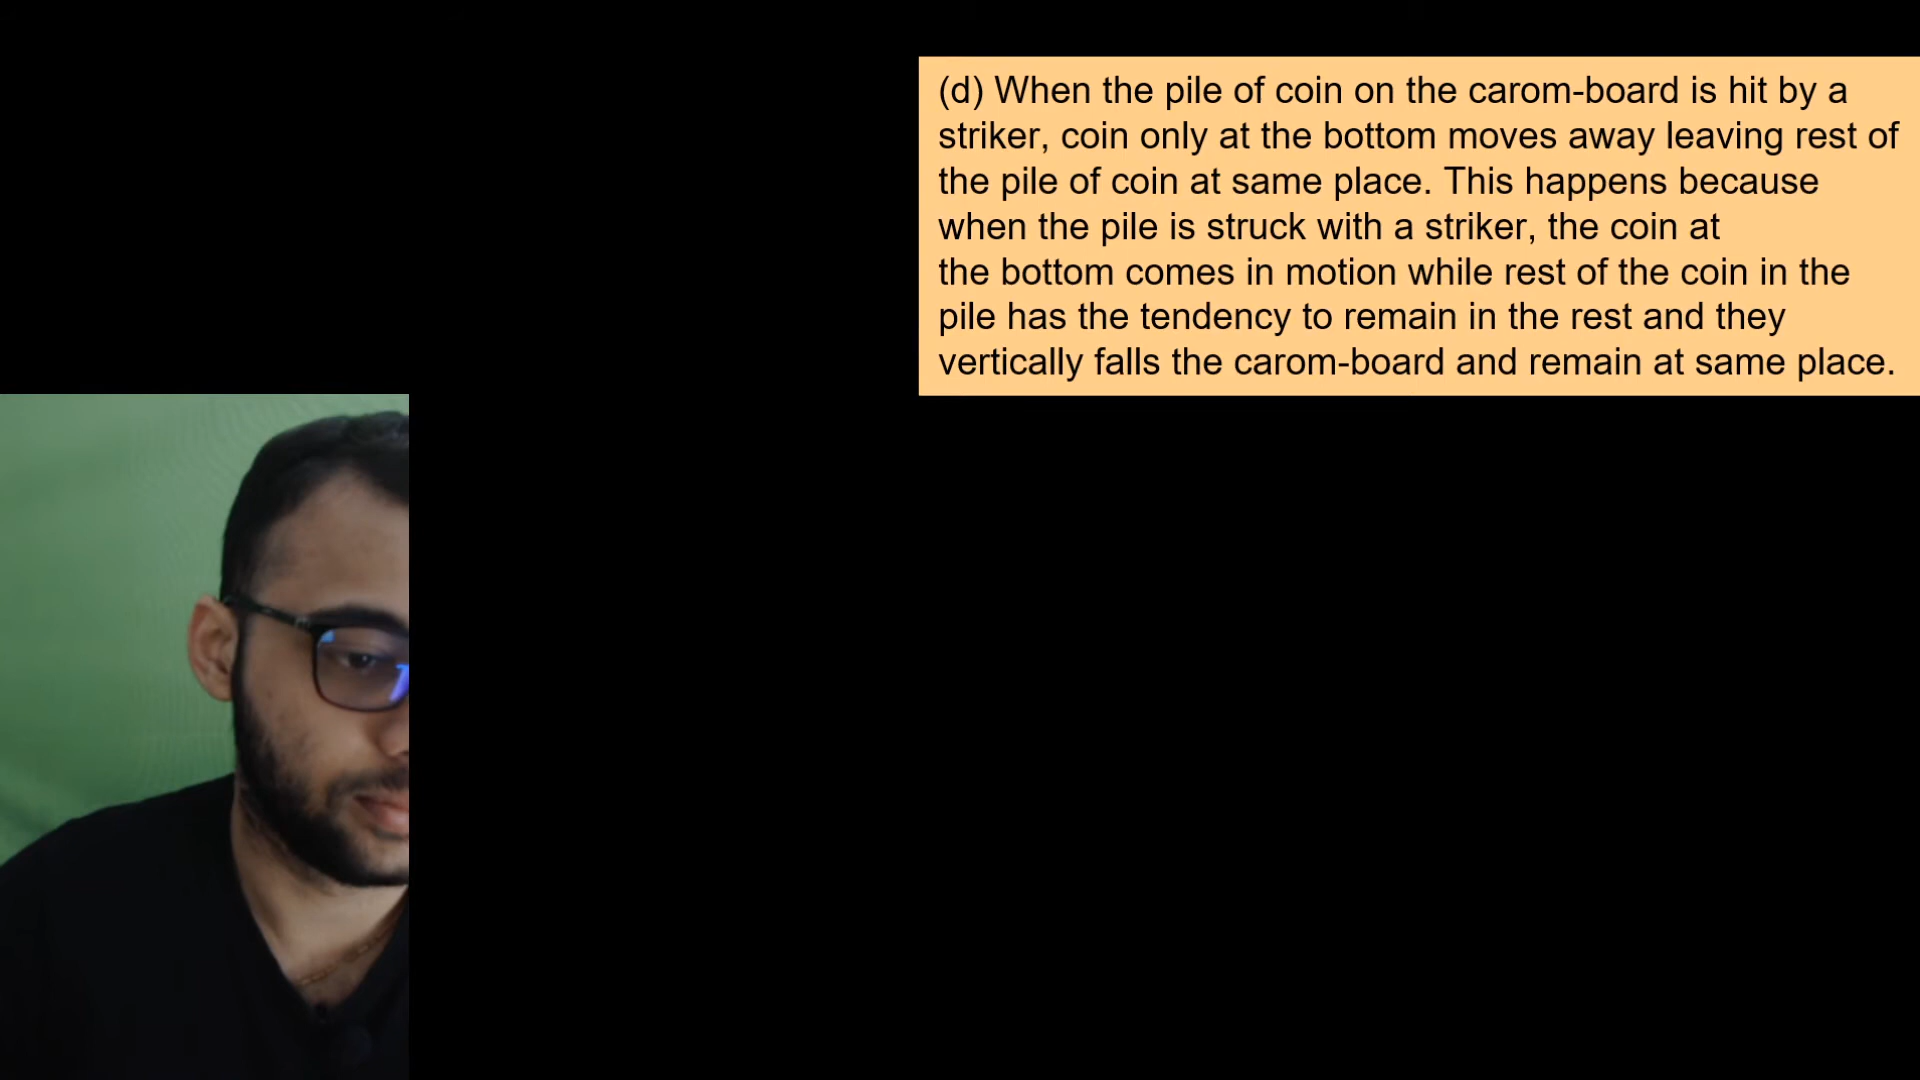 (d) When the pile of coin on the carom-board is hit by a
striker, coin only at the bottom moves away leaving rest of
the pile of coin at same place. This happens because
when the pile is struck with a striker, the coin at
the bottom comes in motion while rest of the coin in the
pile has the tendency to remain in the rest and they
vertically falls the carom-board and remain at same place.